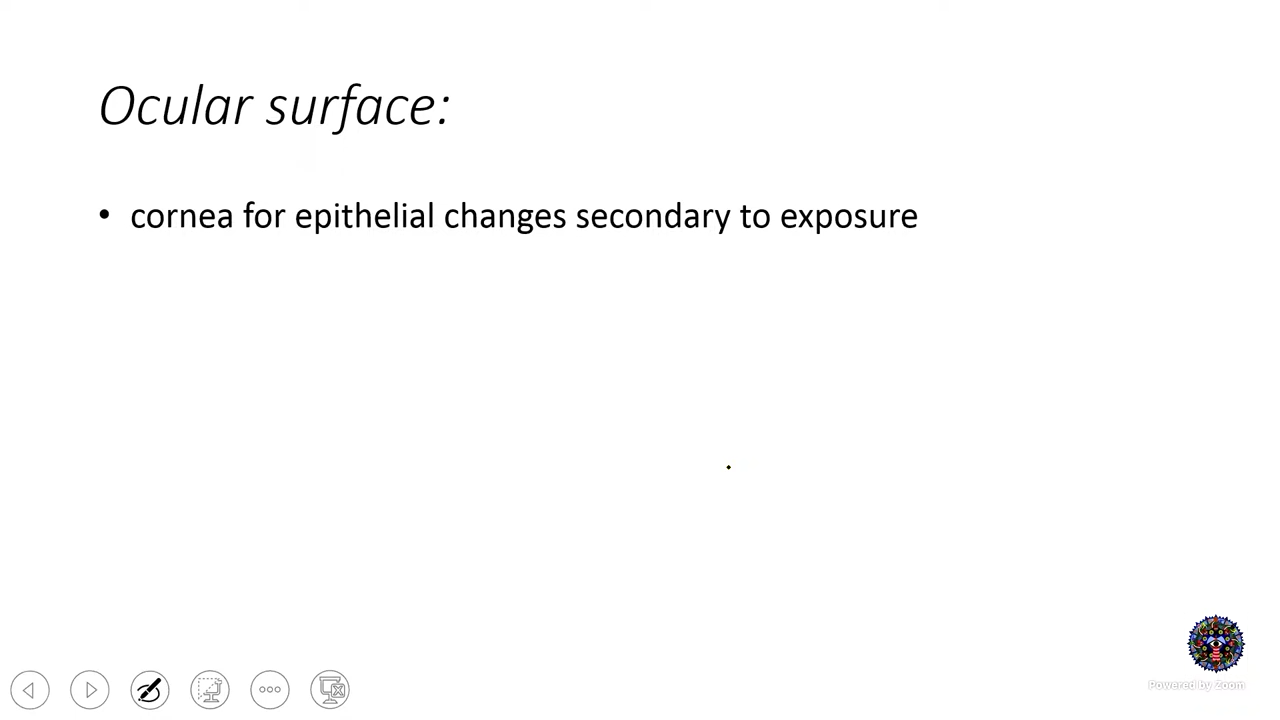 Ocular surface:
• cornea for epithelial changes secondary to exposure
Powered by Zoom